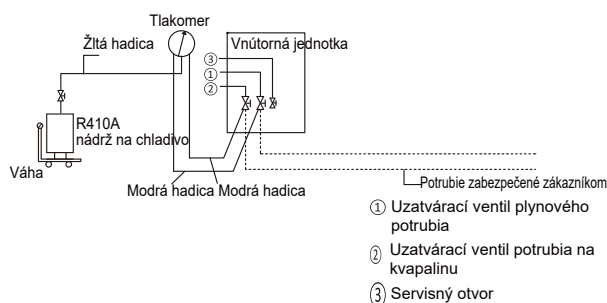 Tlakomer
Žltá hadica
Vnútorná jednotka
③
①
②
R410A
nádrž na chladivo
Váha
Modrá hadica Modrá hadica
Potrubie zabezpečené zákazníkom
① Uzatvárací ventil plynového
potrubia
② Uzatvárací ventil potrubia na
kvapalinu
③ Servisný otvor